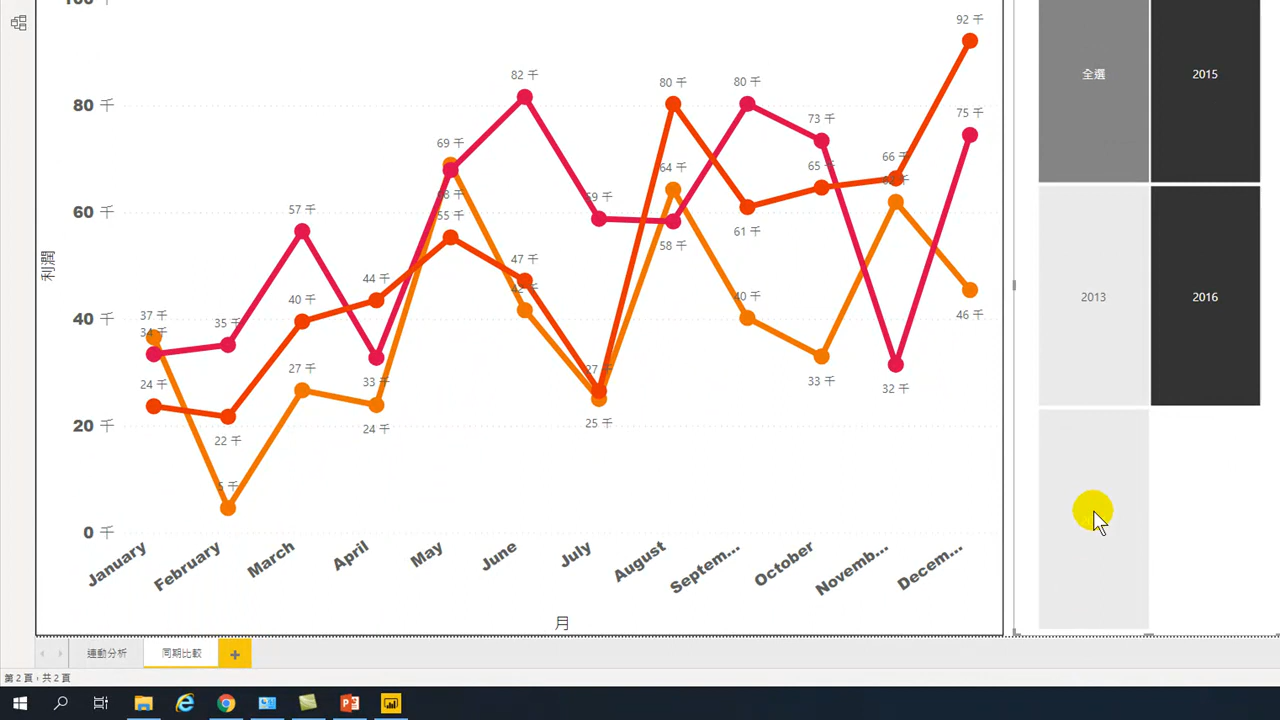 92 千
82 千
80 千
80 千
全選
2015
80 千
75 千
73 千
69 千
66 千
65 千
64 千
59 千
57 千
55 千
60 千
58 千
61 千
利潤
47 千
44 千
40 千
40 千
2013
2016
37 千
34 千
35 千
40 千
46 千
27 千
27 千
33 千
24 千
33 千
32 千
20 千
22 千
24 千
25 千
5 千
0 千
January
February
March
April
May
June
July
August
Septem...
October
Novemb...
Decem...
月
連動分析
同期比較
+
第 2 頁，共 2 頁